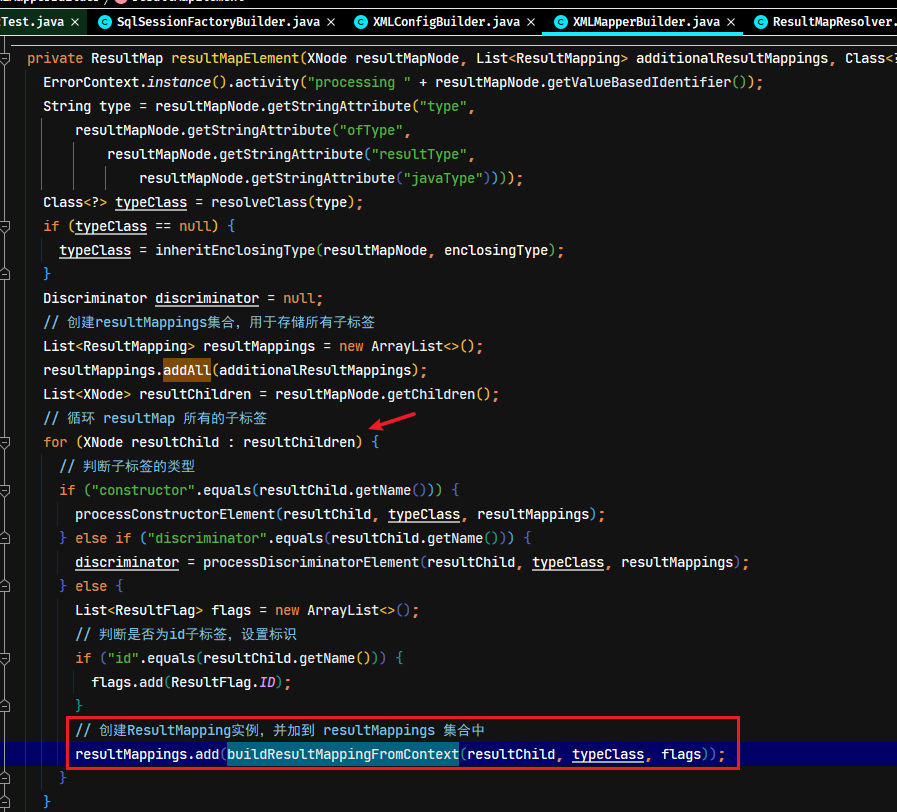 Test.java × SqlSessionFactoryBuilder.java × XMLConfigBuilder.java × XMLMapperBuilder.java × ResultMapResolver.
private ResultMap resultMapElement(XNode resultMapNode, List<ResultMapping> additionalResultMappings, Class<?
ErrorContext.instance().activity("processing " + resultMapNode.getValueBasedIdentifier());
String type = resultMapNode.getStringAttribute("type",
resultMapNode.getStringAttribute("ofType",
resultMapNode.getStringAttribute("resultType",
resultMapNode.getStringAttribute("javaType"))));
Class<?> typeClass = resolveClass(type);
if (typeClass == null) {
typeClass = inheritEnclosingType(resultMapNode, enclosingType);
}
Discriminator discriminator = null;
// 创建resultMappings集合，用于存储所有子标签
List<ResultMapping> resultMappings = new ArrayList<>();
resultMappings.addAll(additionalResultMappings);
List<XNode> resultChildren = resultMapNode.getChildren();
// 循环 resultMap 所有的子标签
for (XNode resultChild : resultChildren) {
// 判断子标签的类型
if ("constructor".equals(resultChild.getName())) {
processConstructorElement(resultChild, typeClass, resultMappings);
} else if ("discriminator".equals(resultChild.getName())) {
discriminator = processDiscriminatorElement(resultChild, typeClass, resultMappings);
} else {
List<ResultFlag> flags = new ArrayList<>();
// 判断是否为id子标签，设置标识
if ("id".equals(resultChild.getName())) {
flags.add(ResultFlag.ID);
}
// 创建ResultMapping实例，并加到 resultMappings 集合中
resultMappings.add(buildResultMappingFromContext(resultChild, typeClass, flags));
}
}